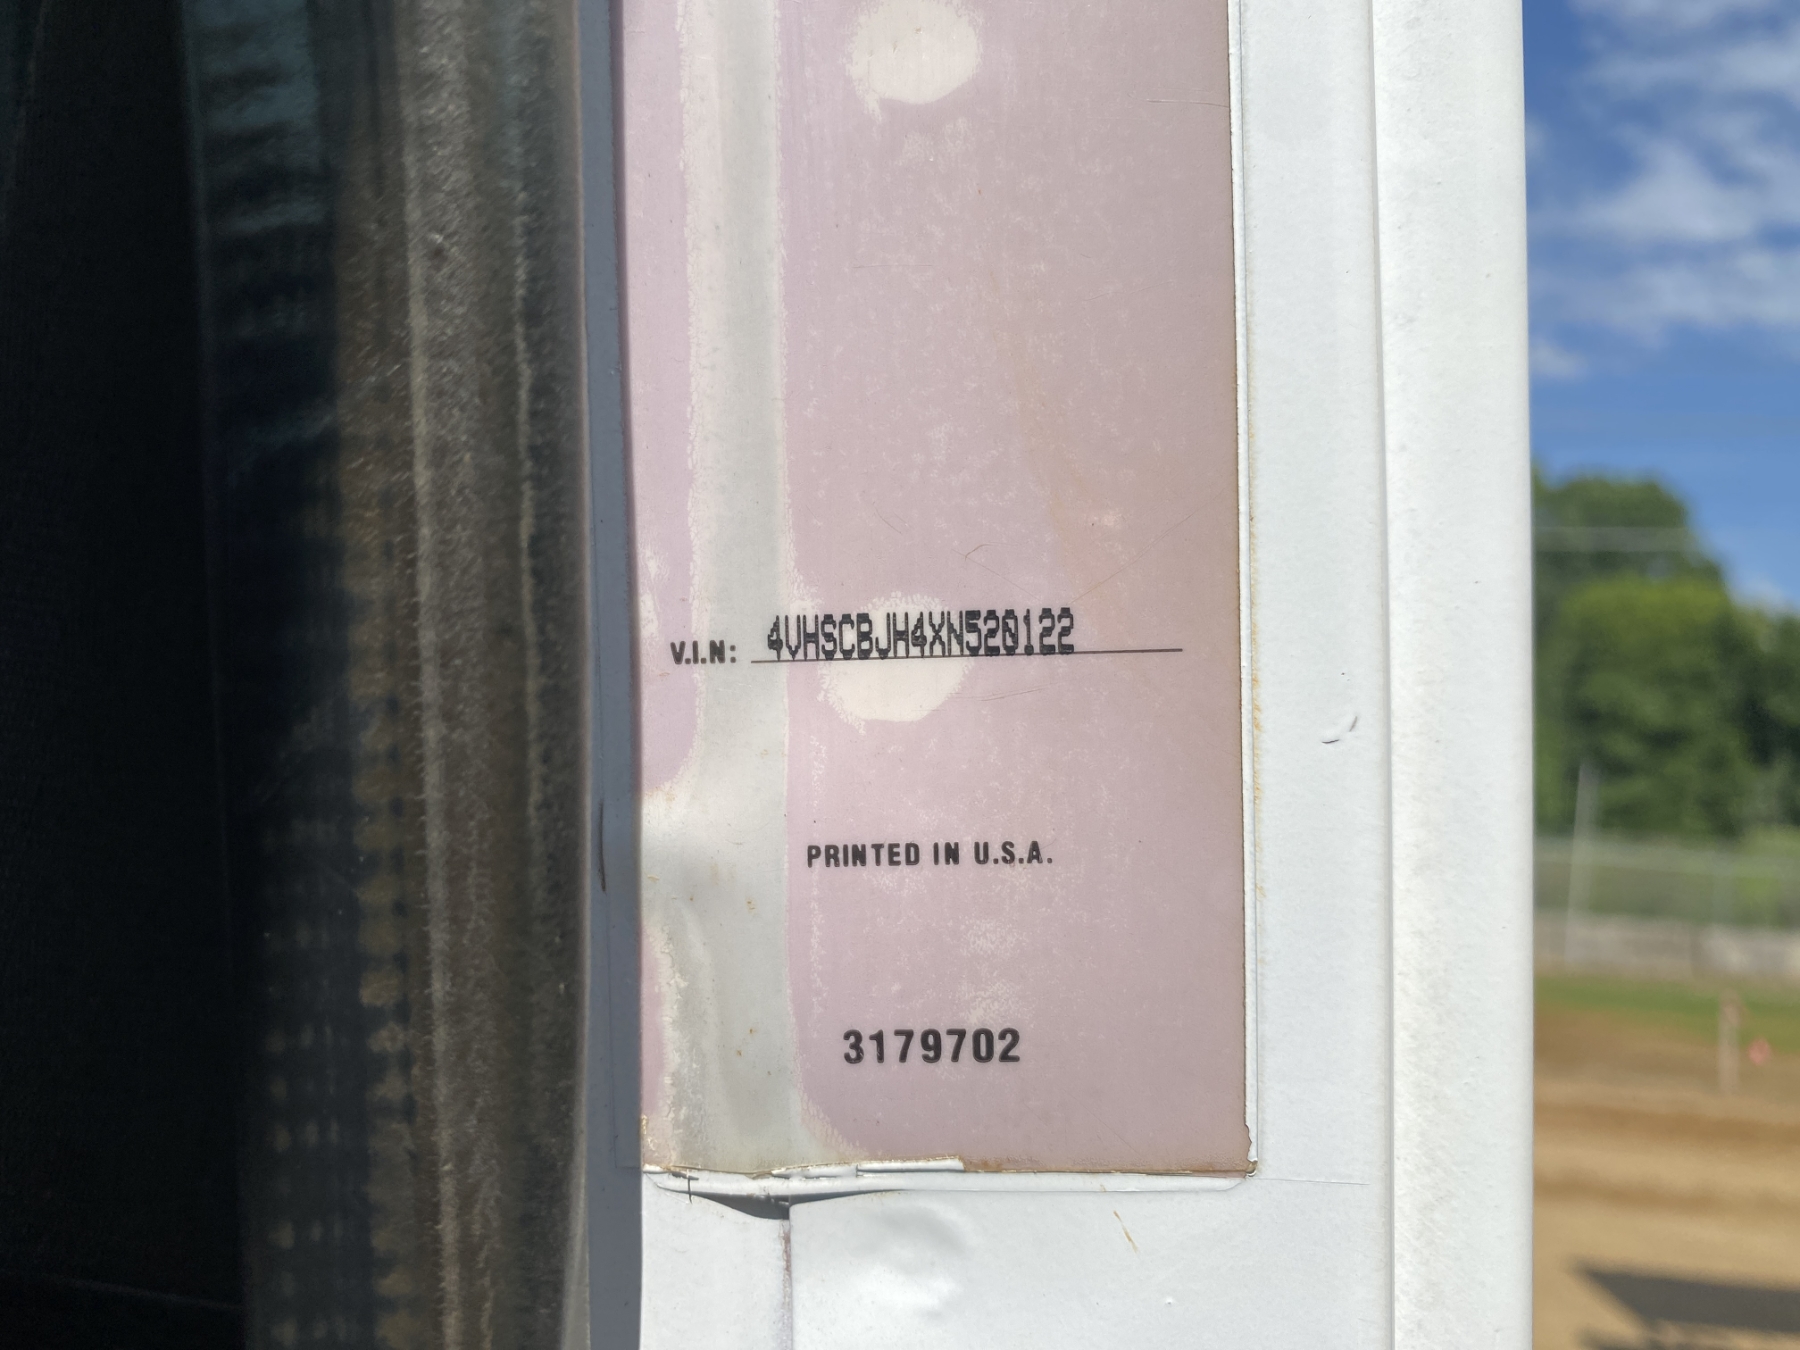 V.I.N: 4VHSCBJH4XN520122
PRINTED IN U.S.A.
3179702